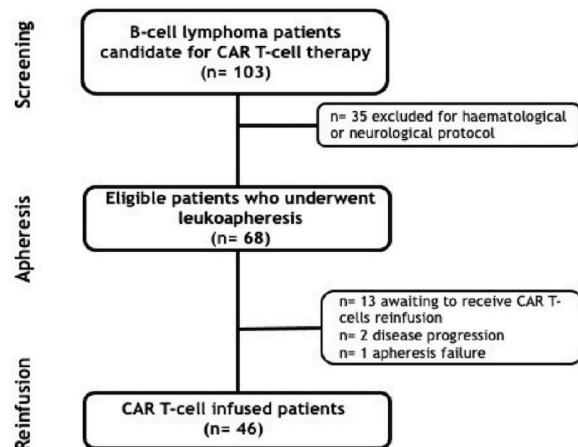 Screening
B-cell lymphoma patients
candidate for CAR T-cell therapy
(n= 103)
n= 35 excluded for haematological
or neurological protocol
Apheresis
Eligible patients who underwent
leukoapheresis
(n= 68)
n= 13 awaiting to receive CAR T-
cells reinfusion
n= 2 disease progression
n= 1 apheresis failure
Reinfusion
CAR T-cell infused patients
(n= 46)